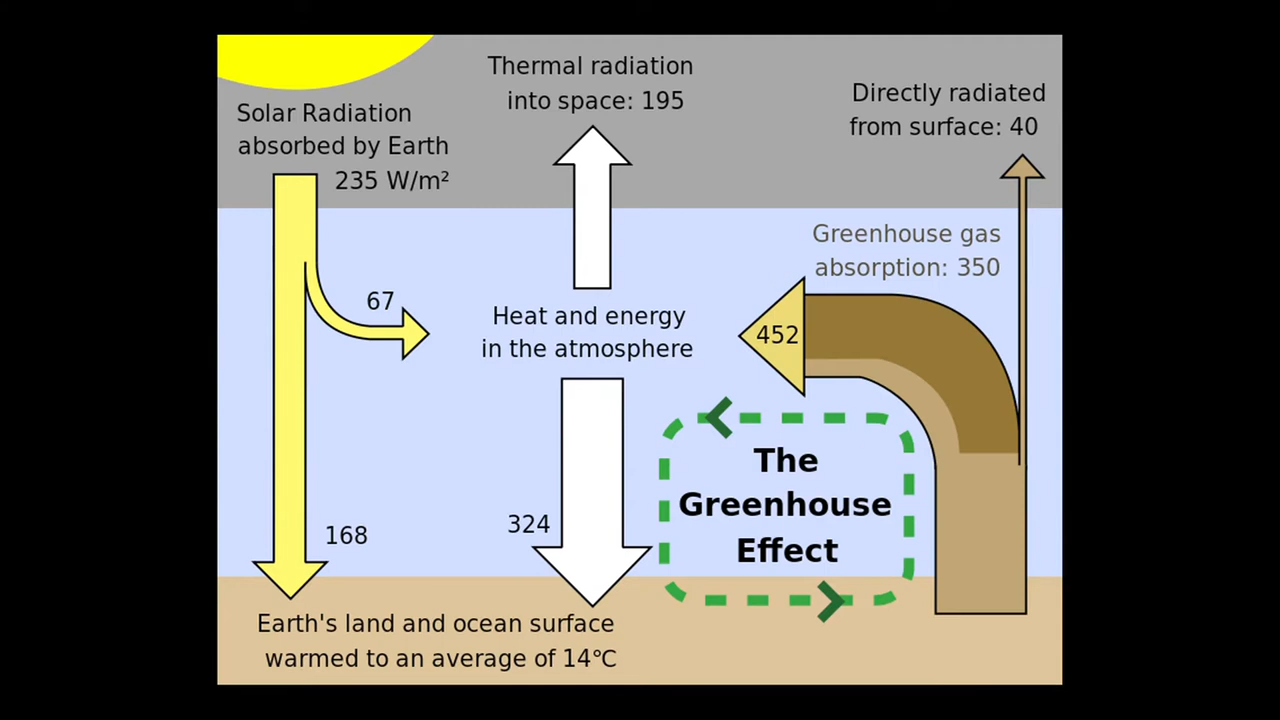 Solar Radiation
absorbed by Earth
235 W/m²
Thermal radiation
into space: 195
Directly radiated
from surface: 40
Greenhouse gas
absorption: 350
67
Heat and energy
in the atmosphere
452
The
Greenhouse
Effect
168
324
Earth's land and ocean surface
warmed to an average of 14℃